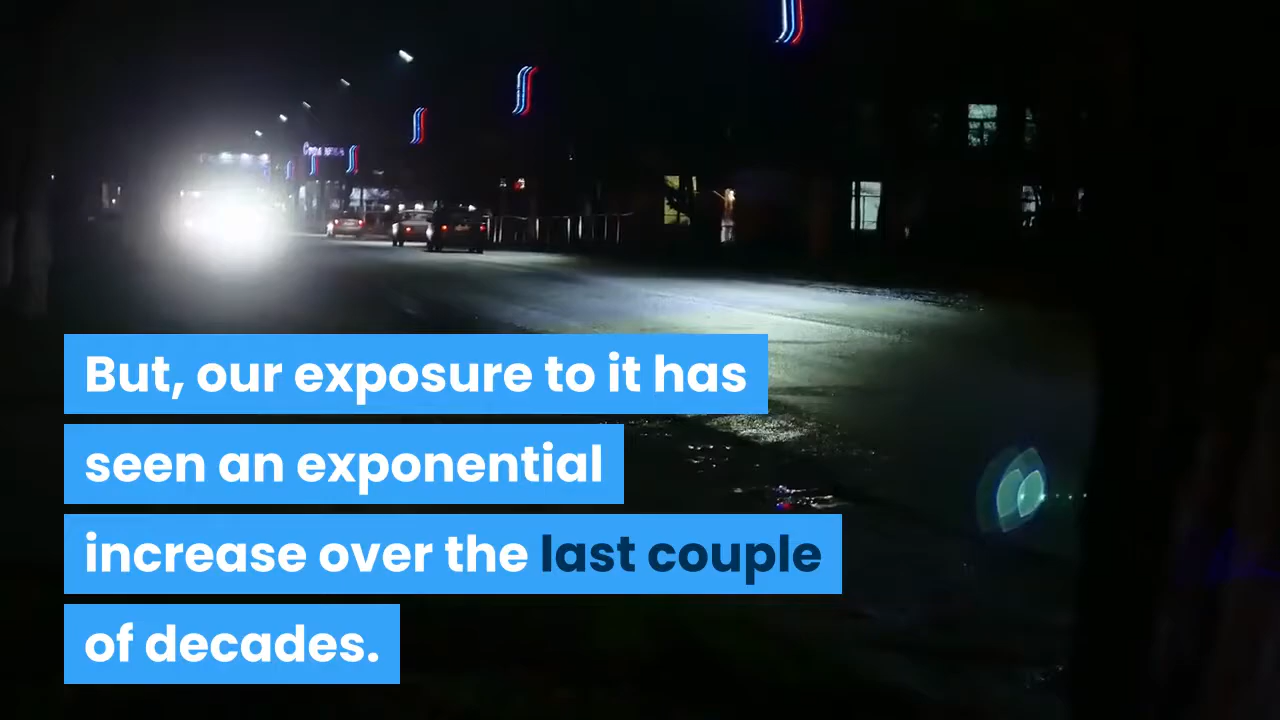 But, our exposure to it has
seen an exponential
increase over the last couple
of decades.